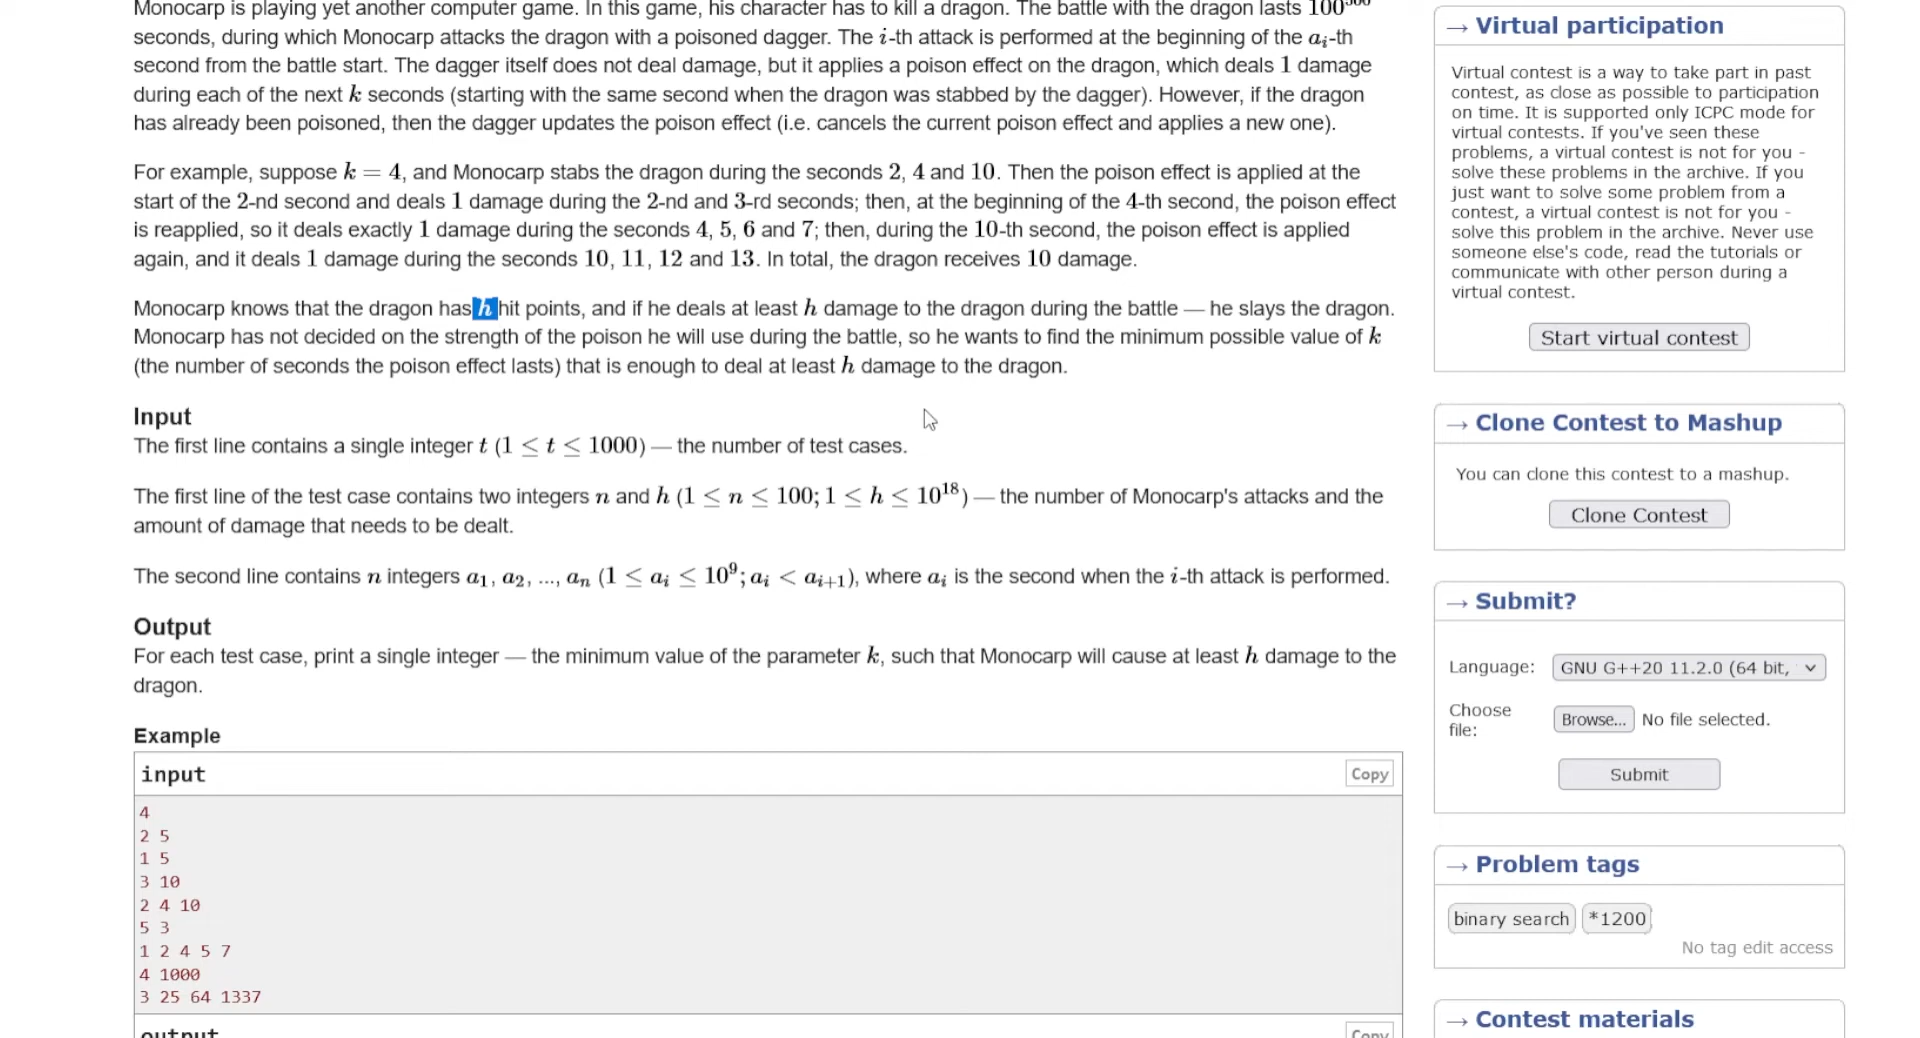 Monocarp is playing yet another computer game. In this game, his character has to kill a dragon. The battle with the dragon lasts 100^500
seconds, during which Monocarp attacks the dragon with a poisoned dagger. The i-th attack is performed at the beginning of the a_i-th
second from the battle start. The dagger itself does not deal damage, but it applies a poison effect on the dragon, which deals 1 damage
during each of the next k seconds (starting with the same second when the dragon was stabbed by the dagger). However, if the dragon
has already been poisoned, then the dagger updates the poison effect (i.e. cancels the current poison effect and applies a new one).
For example, suppose k = 4, and Monocarp stabs the dragon during the seconds 2, 4 and 10. Then the poison effect is applied at the
start of the 2-nd second and deals 1 damage during the 2-nd and 3-rd seconds; then, at the beginning of the 4-th second, the poison effect
is reapplied, so it deals exactly 1 damage during the seconds 4, 5, 6 and 7; then, during the 10-th second, the poison effect is applied
again, and it deals 1 damage during the seconds 10, 11, 12 and 13. In total, the dragon receives 10 damage.
Monocarp knows that the dragon has h hit points, and if he deals at least h damage to the dragon during the battle — he slays the dragon.
Monocarp has not decided on the strength of the poison he will use during the battle, so he wants to find the minimum possible value of k
(the number of seconds the poison effect lasts) that is enough to deal at least h damage to the dragon.
Input
The first line contains a single integer t (1 ≤ t ≤ 1000) — the number of test cases.
The first line of the test case contains two integers n and h (1 ≤ n ≤ 100; 1 ≤ h ≤ 10^18) — the number of Monocarp's attacks and the
amount of damage that needs to be dealt.
The second line contains n integers a_1, a_2, ..., a_n (1 ≤ a_i ≤ 10^9; a_i < a_{i+1}), where a_i is the second when the i-th attack is performed.
Output
For each test case, print a single integer — the minimum value of the parameter k, such that Monocarp will cause at least h damage to the
dragon.
Example
input
Copy
4
2 5
1 5
3 10
2 4 10
5 3
1 2 4 5 7
4 1000
3 25 64 1337
output
Copy
→ Virtual participation
Virtual contest is a way to take part in past
contest, as close as possible to participation
on time. It is supported only ICPC mode for
virtual contests. If you've seen these
problems, a virtual contest is not for you -
solve these problems in the archive. If you
just want to solve some problem from a
contest, a virtual contest is not for you -
solve this problem in the archive. Never use
someone else's code, read the tutorials or
communicate with other person during a
virtual contest.
Start virtual contest
→ Clone Contest to Mashup
You can clone this contest to a mashup.
Clone Contest
→ Submit?
Language: GNU G++20 11.2.0 (64 bit,
Choose
file:
Browse... No file selected.
Submit
→ Problem tags
binary search *1200
No tag edit access
→ Contest materials